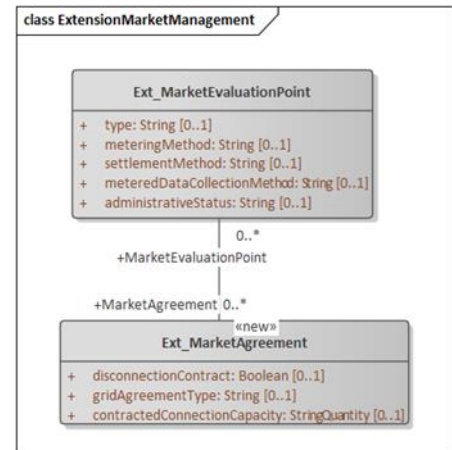 class ExtensionMarketManagement
Ext_MarketEvaluationPoint
+ type: String [0..1]
+ meteringMethod: String [0..1]
+ settlementMethod: String [0..1]
+ meteredDataCollectionMethod: String [0..1]
+ administrativeStatus: String [0..1]
0..*
+MarketEvaluationPoint
+MarketAgreement 0..*
«new»
Ext_MarketAgreement
+ disconnectionContract: Boolean [0..1]
+ gridAgreementType: String [0..1]
+ contractedConnectionCapacity: StringQuantity [0..1]